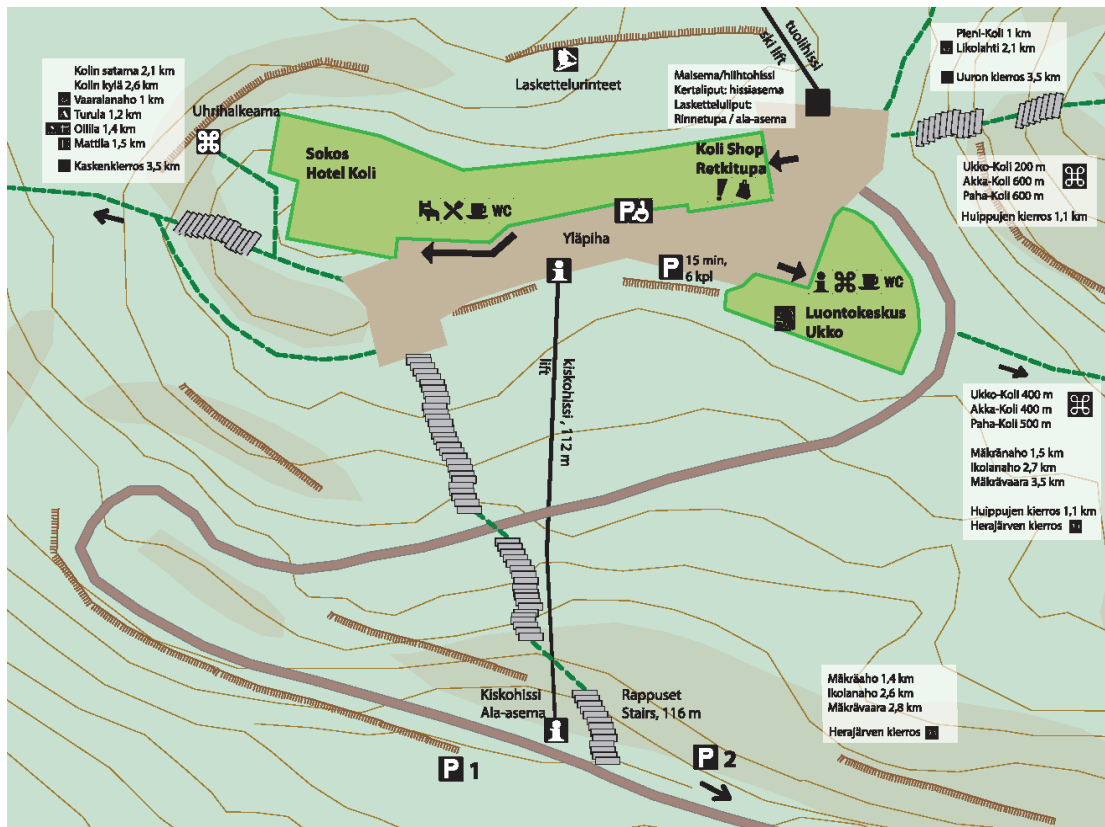 Kolin satama 2,1 km
Kolin kylä 2,6 km
Vaaralanaho 1 km
Turula 1,2 km
Ollila 1,4 km
Mattila 1,5 km
Kaskenkierros 3,5 km
Uhrihalkeama
Laskettelurinteet
tuolihissi
ski lift
Maisema/hiihtohissi
Kertaliput: hissiasema
Lasketteluliput:
Rinnetupa / ala-asema
Pieni-Koli 1 km
Likolahti 2,1 km
Uuron kierros 3,5 km
Sokos
Hotel Koli
WC
Koli Shop
Retkitupa
P
Yläpiha
i
P 15 min,
6 kpl
Ukko-Koli 200 m
Akka-Koli 600 m
Paha-Koli 600 m
Huippujen kierros 1,1 km
i WC
Luontokeskus
Ukko
kiskohissi , 112 m
lift
Ukko-Koli 400 m
Akka-Koli 400 m
Paha-Koli 500 m
Mäkränaho 1,5 km
Ikolanaho 2,7 km
Mäkrävaara 3,5 km
Huippujen kierros 1,1 km
Herajärven kierros
Kiskohissi
Ala-asema
i
Rappuset
Stairs, 116 m
P 1
P 2
Mäkräaho 1,4 km
Ikolanaho 2,6 km
Mäkrävaara 2,8 km
Herajärven kierros